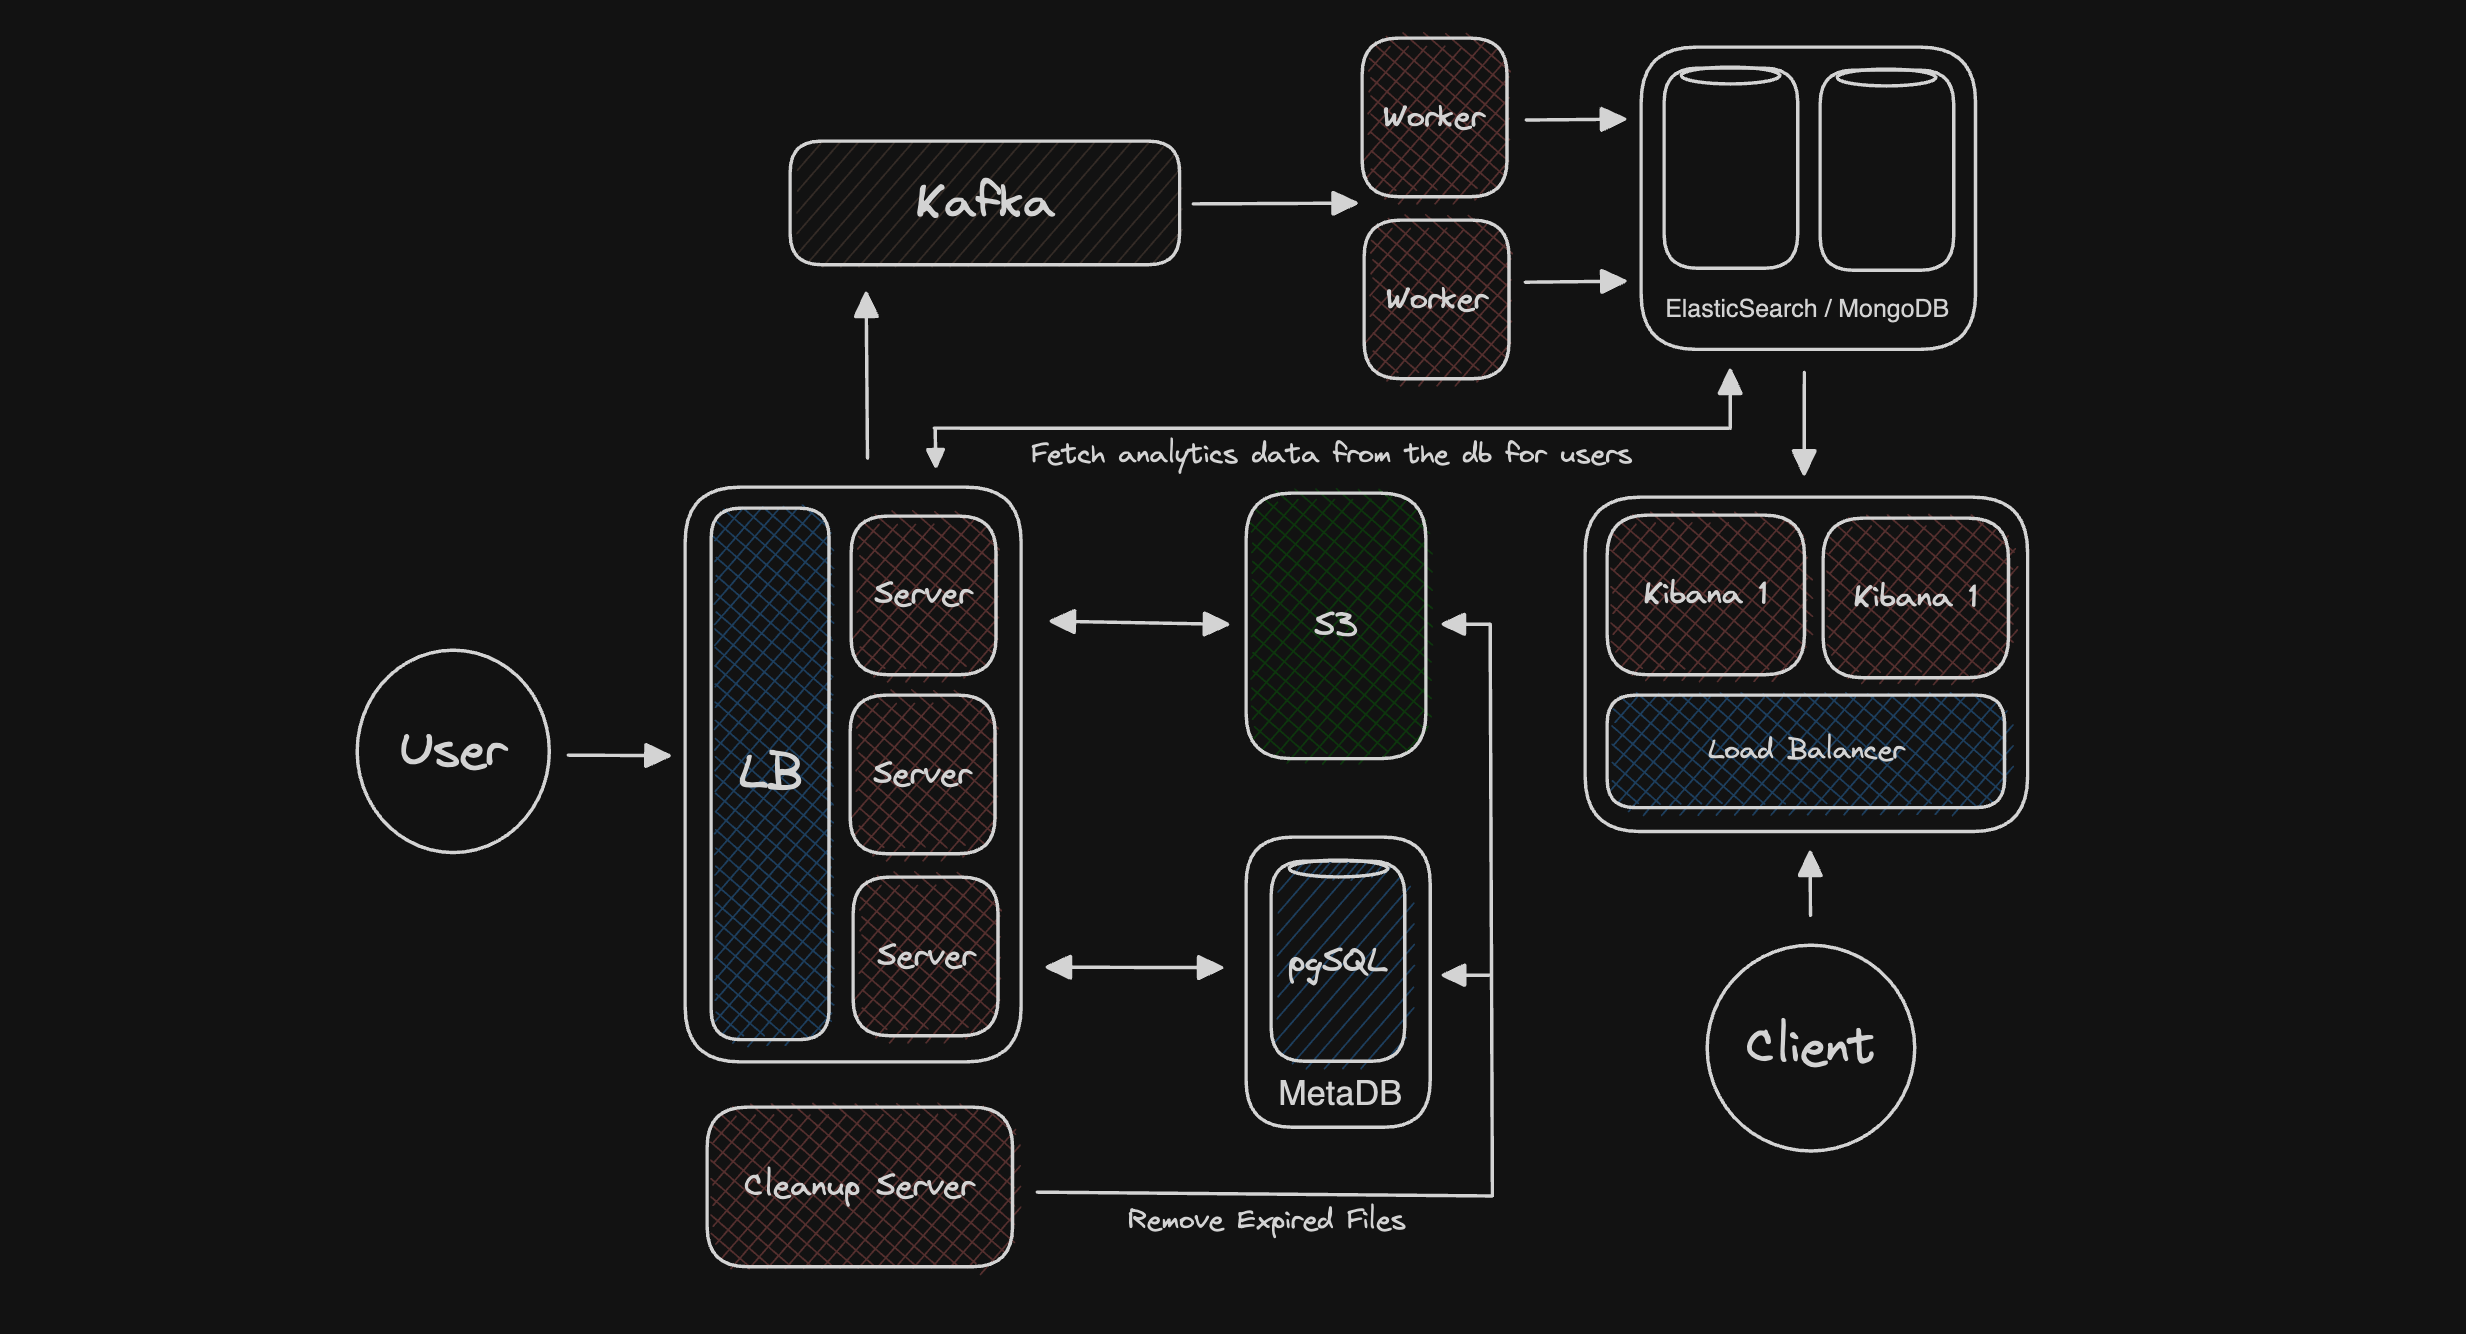 Worker
Kafka
Worker
ElasticSearch / MongoDB
Fetch analytics data from the db for users
Server
S3
Kibana 1
Kibana 1
User
LB
Server
Load Balancer
Server
pgSQL
MetaDB
Client
Cleanup Server
Remove Expired Files